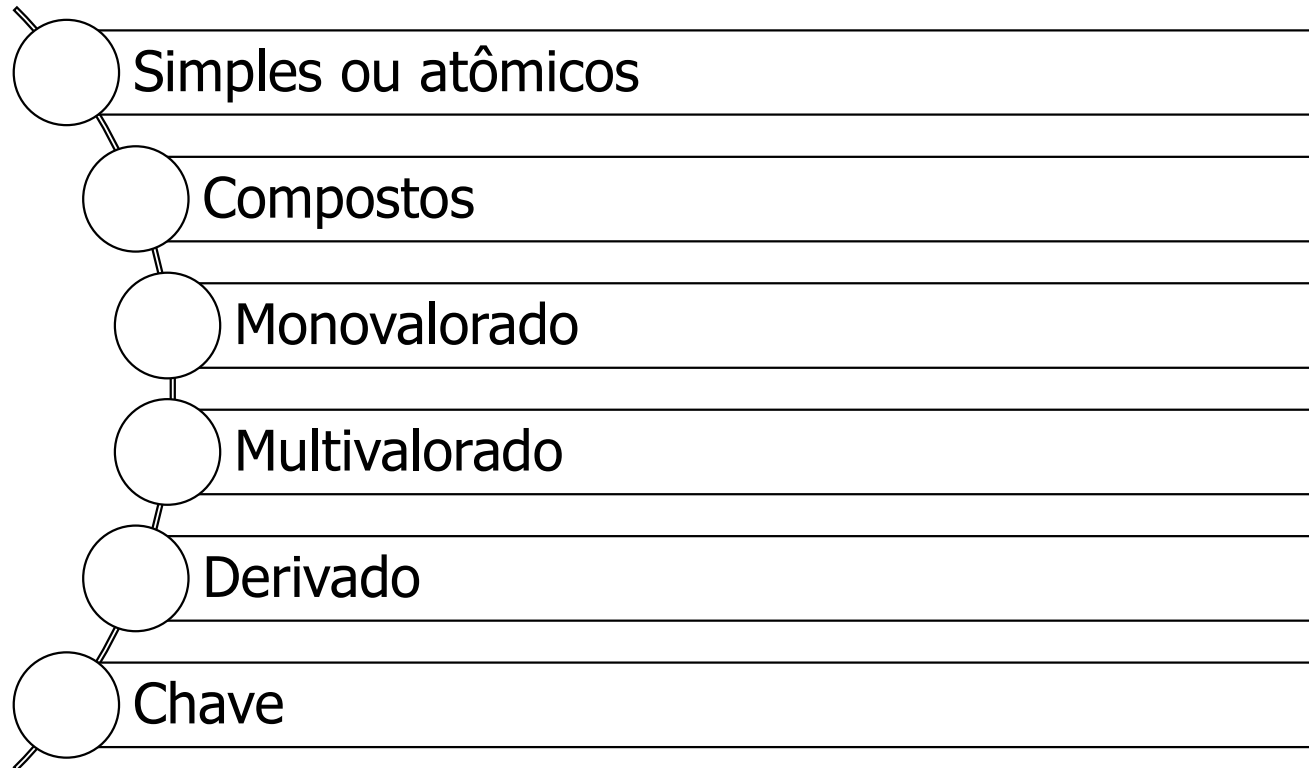 Simples ou atômicos
Compostos
Monovalorado
Multivalorado
Derivado
Chave